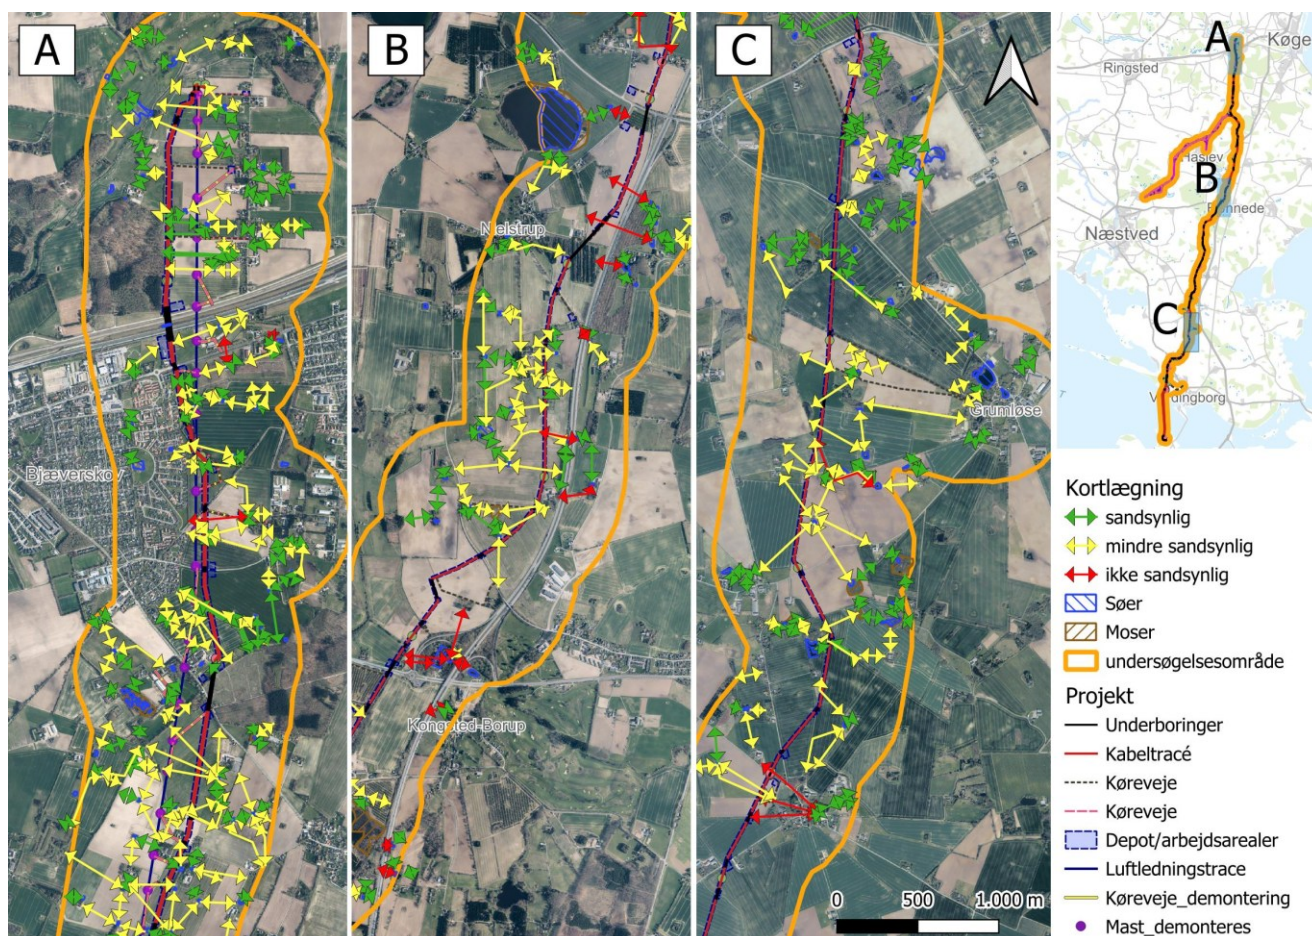 A
B
C
Nielstrup
Bjæverskov
Grumløse
Kongsted-Borup
0 500 1.000 m
A
Køge
Ringsted
Haslev
B
Rønnede
Næstved
C
Vordingborg
Kortlægning
sandsynlig
mindre sandsynlig
ikke sandsynlig
Søer
Moser
undersøgelsesområde
Projekt
Underboringer
Kabeltracé
Køreveje
Køreveje
Depot/arbejdsarealer
Luftledningstrace
Køreveje_demontering
Mast_demonteres